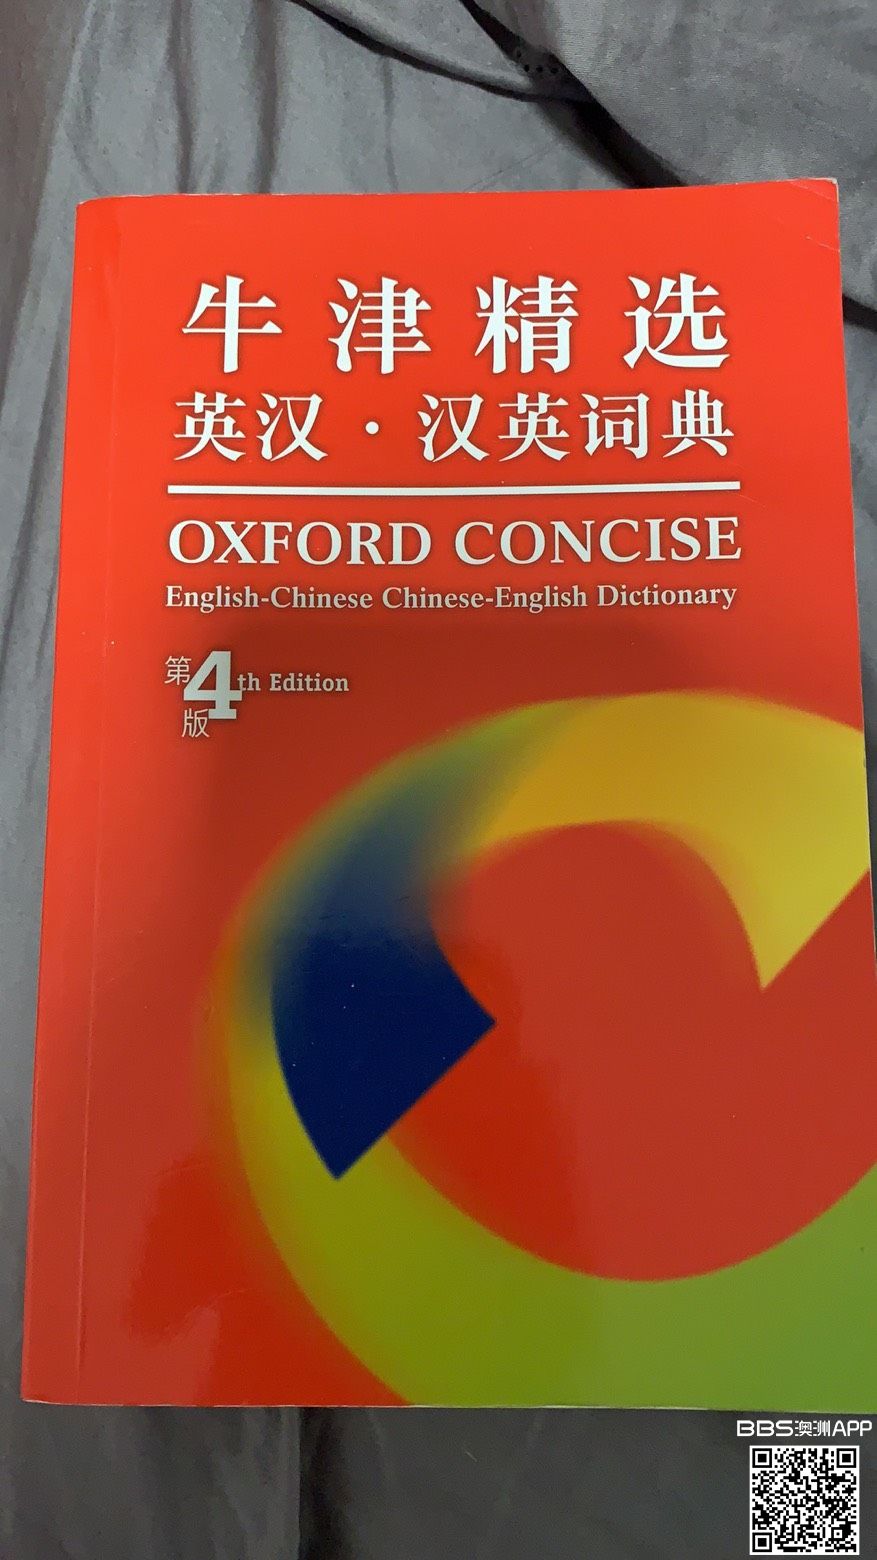 牛津精选
英汉·汉英词典
OXFORD CONCISE
English-Chinese Chinese-English Dictionary
第4th Edition
版
BBS澳洲APP